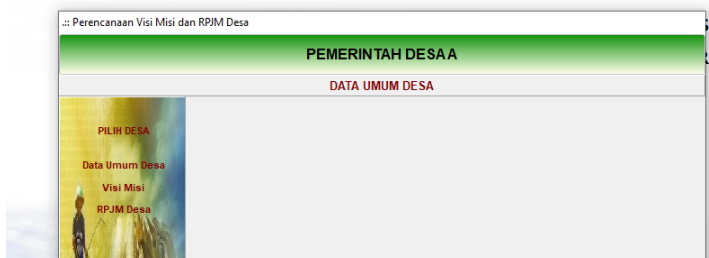 .:: Perencanaan Visi Misi dan RPJM Desa
PEMERINTAH DESA A
DATA UMUM DESA
PILIH DESA
Data Umum Desa
Visi Misi
RPJM Desa